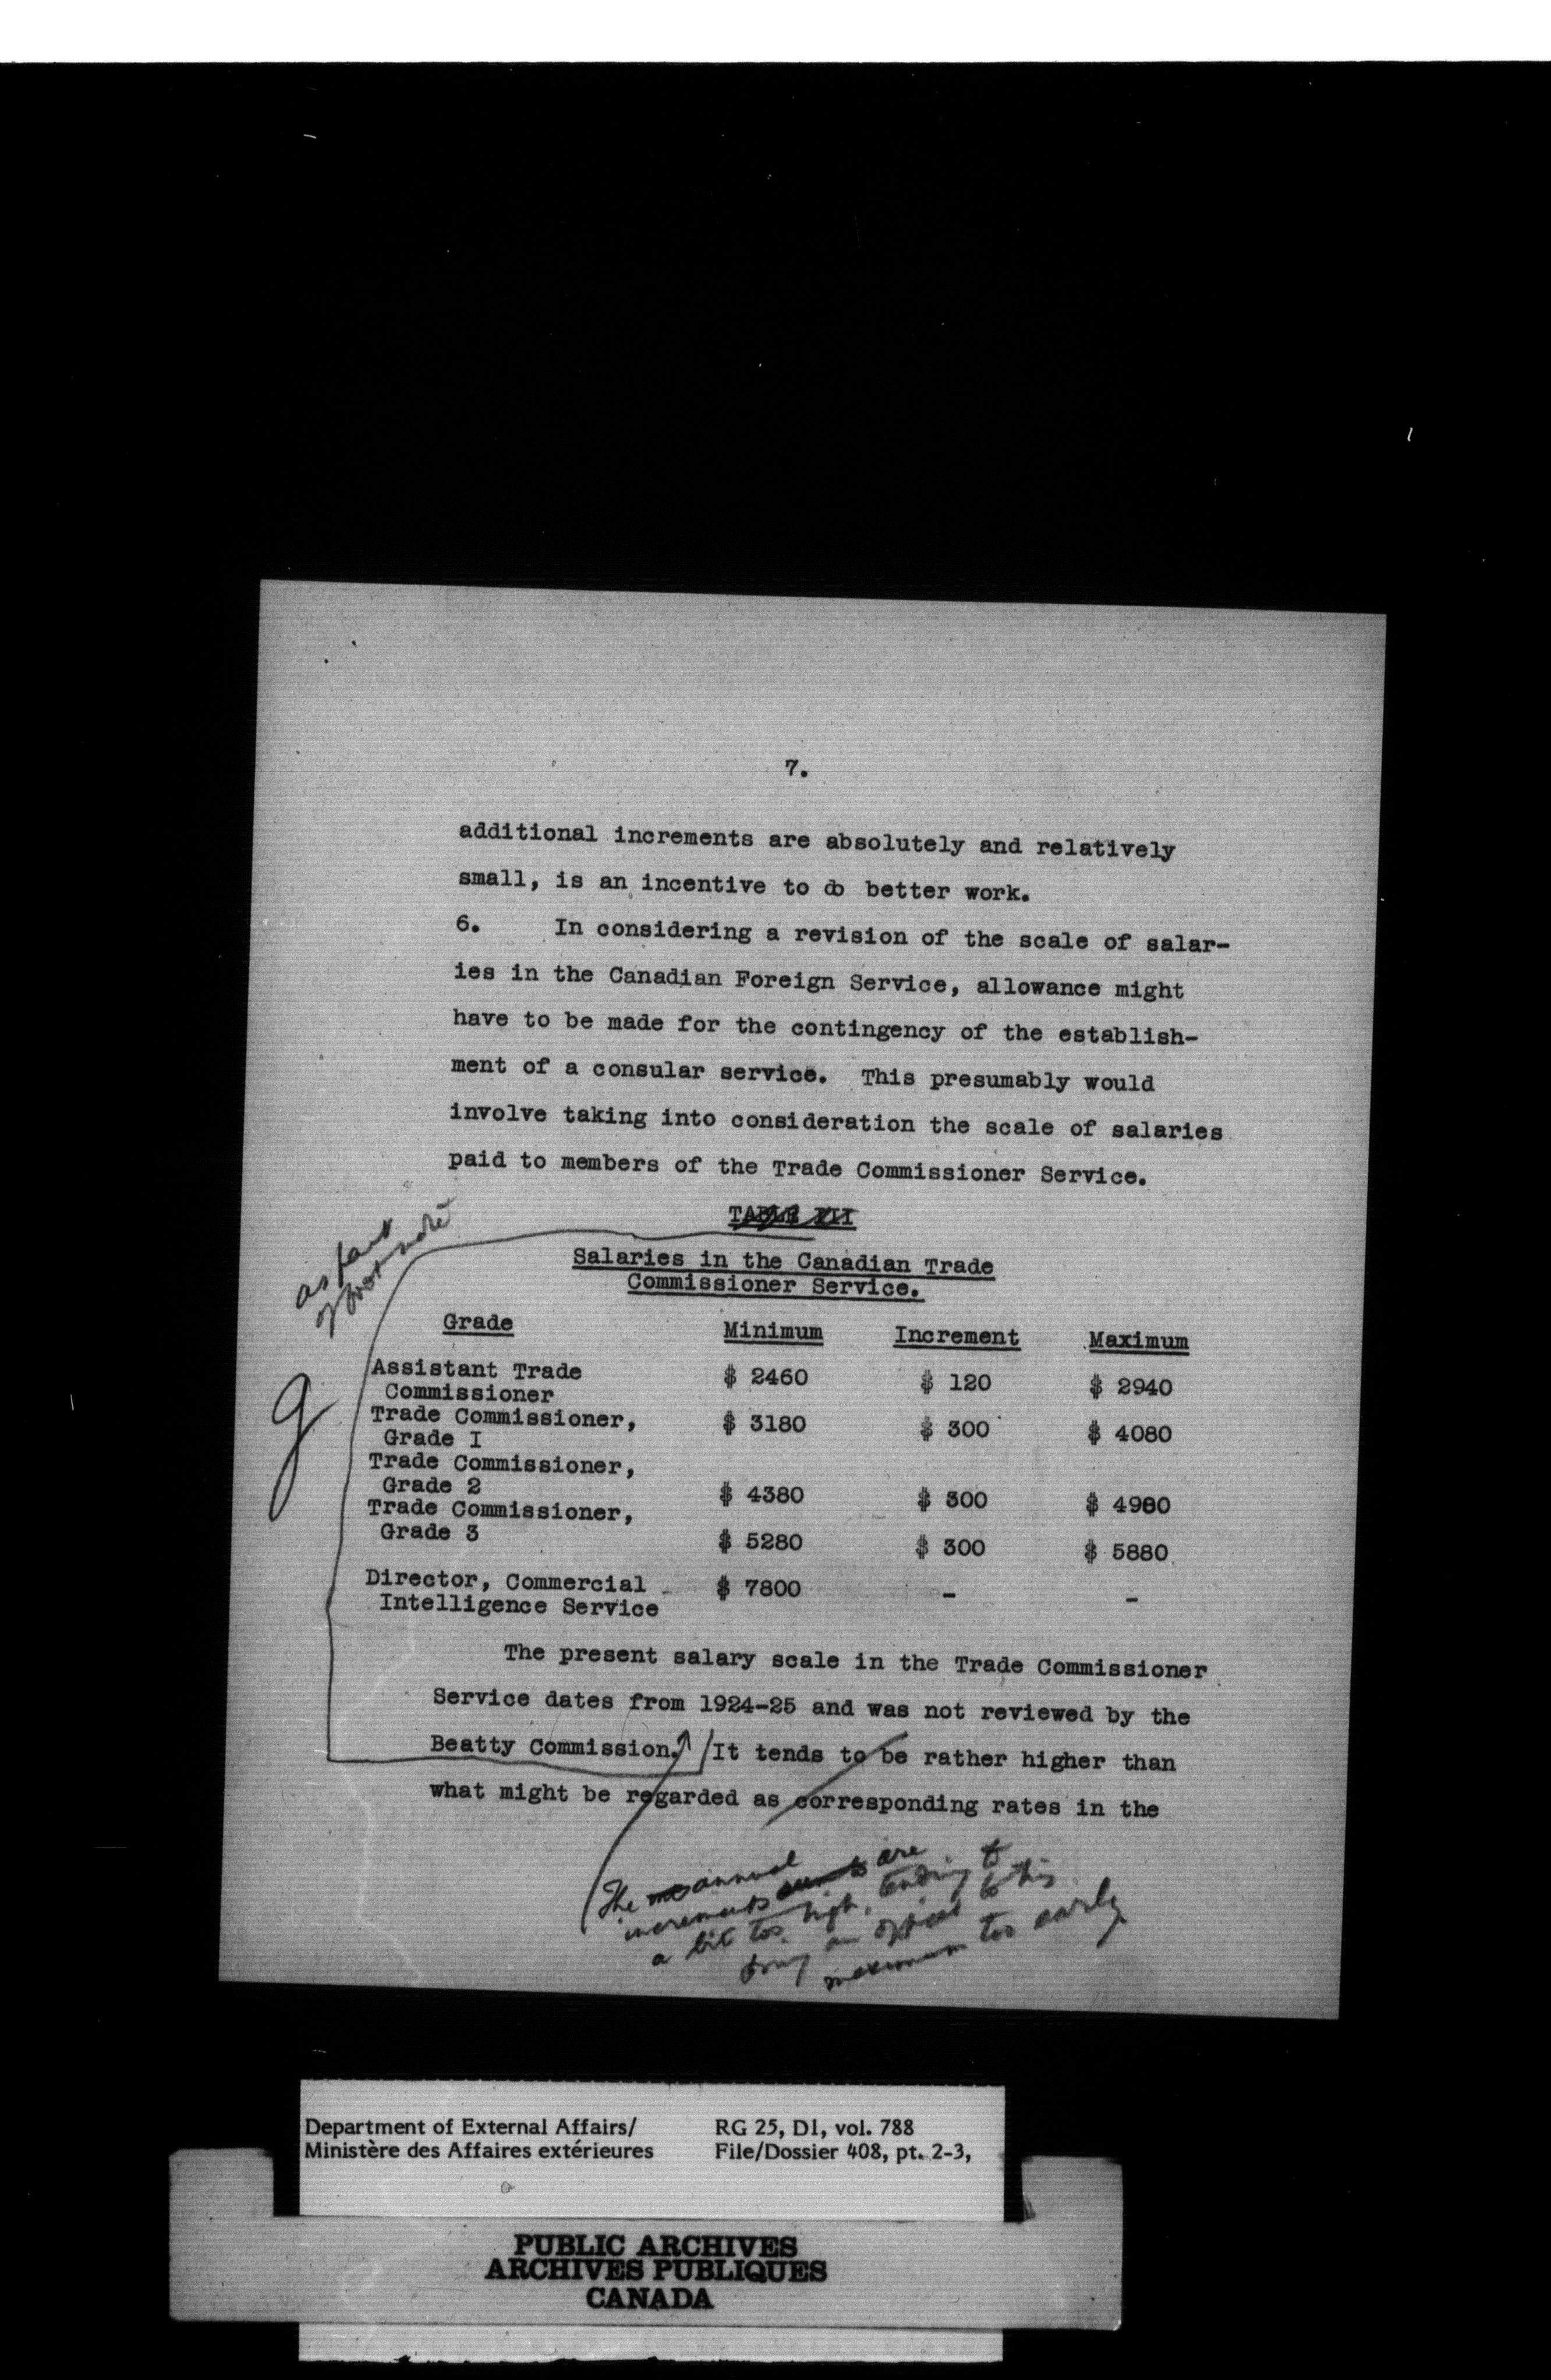 7.
additional increments are absolutely and relatively
small, is an incentive to do better work.
6. In considering a revision of the scale of salar-
ies in the Canadian Foreign Service, allowance might
have to be made for the contingency of the establish-
ment of a consular service. This presumably would
involve taking into consideration the scale of salaries
paid to members of the Trade Commissioner Service.
as part
of foot note
TABLE III
Salaries in the Canadian Trade
Commissioner Service.
Grade Minimum Increment Maximum
Assistant Trade $ 2460 $ 120 $ 2940
Commissioner
Trade Commissioner, $ 3180 $ 300 $ 4080
Grade I
Trade Commissioner,
Grade 2 $ 4380 $ 300 $ 4980
Trade Commissioner,
Grade 3 $ 5280 $ 300 $ 5880
Director, Commercial $ 7800 - -
Intelligence Service
The present salary scale in the Trade Commissioner
Service dates from 1924-25 and was not reviewed by the
Beatty Commission. It tends to be rather higher than
what might be regarded as corresponding rates in the
The annual
increments are
a bit too high, tending to
bring an officer to his
maximum too early
Department of External Affairs/ RG 25, D1, vol. 788
Ministère des Affaires extérieures File/Dossier 408, pt. 2-3,
PUBLIC ARCHIVES
ARCHIVES PUBLIQUES
CANADA